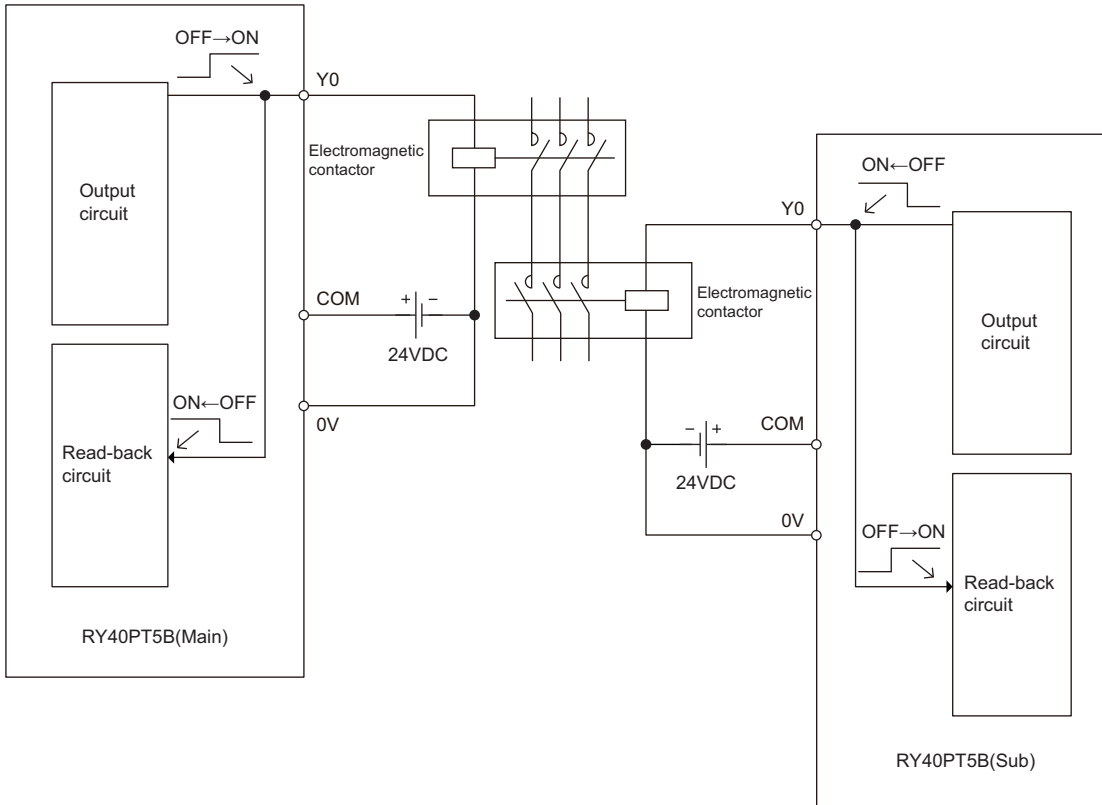 OFF→ON
Y0
Output
circuit
Electromagnetic
contactor
COM
+ −
24VDC
0V
ON←OFF
Read-back
circuit
RY40PT5B(Main)
ON←OFF
Y0
Output
circuit
Electromagnetic
contactor
COM
− +
24VDC
0V
OFF→ON
Read-back
circuit
RY40PT5B(Sub)